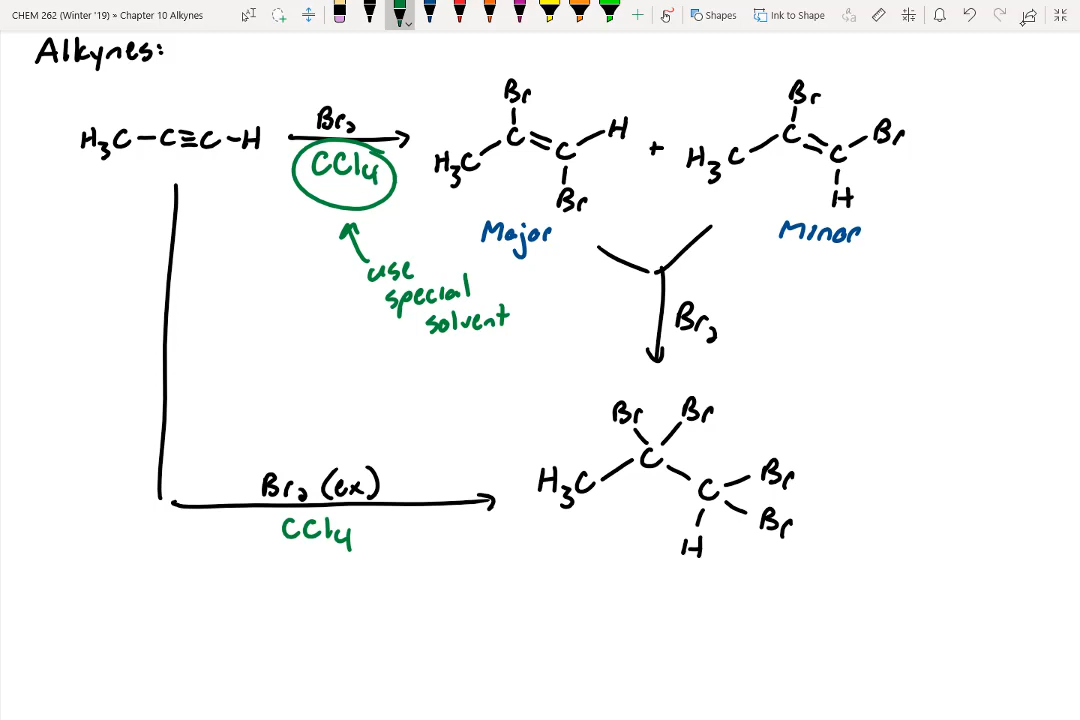 CHEM 262 (Winter '19) » Chapter 10 Alkynes
Shapes
Ink to Shape
Alkynes:
H₃C-C≡C-H
Br₂
CCl₄
Br
H₃C
C=C
H
Br
+
Br
H₃C
C=C
Br
H
Major
Minor
use
special
solvent
Br₂
Br Br
H₃C
C
C
Br
Br
H
Br₂ (ex)
CCl₄